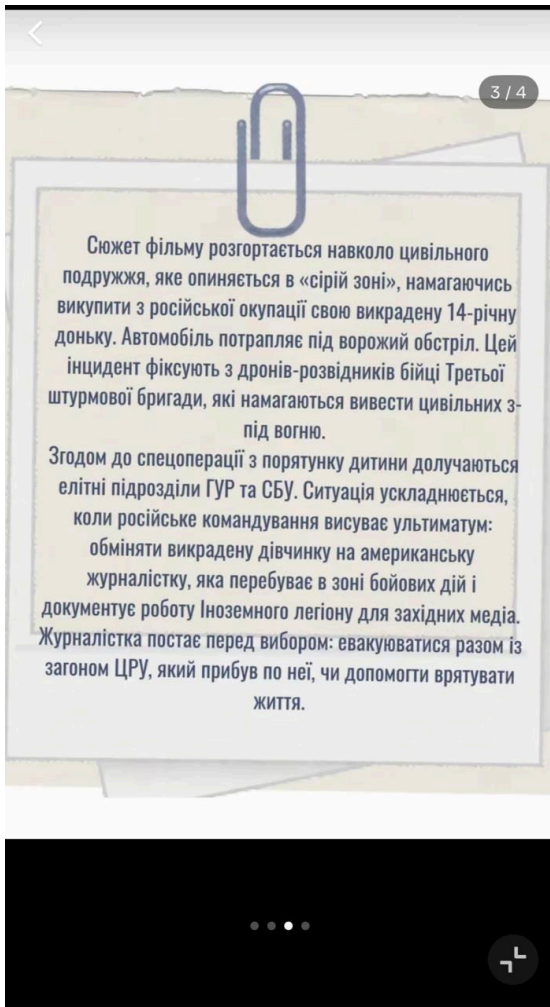 3 / 4
Сюжет фільму розгортається навколо цивільного
подружжя, яке опиняється в «сірій зоні», намагаючись
викупити з російської окупації свою викрадену 14-річну
доньку. Автомобіль потрапляє під ворожий обстріл. Цей
інцидент фіксують з дронів-розвідників бійці Третьої
штурмової бригади, які намагаються вивести цивільних з-
під вогню.
Згодом до спецоперації з порятунку дитини долучаються
елітні підрозділи ГУР та СБУ. Ситуація ускладнюється,
коли російське командування висуває ультиматум:
обміняти викрадену дівчинку на американську
журналістку, яка перебуває в зоні бойових дій і
документує роботу Іноземного легіону для західних медіа.
Журналістка постає перед вибором: евакуюватися разом із
загоном ЦРУ, який прибув по неї, чи допомогти врятувати
життя.